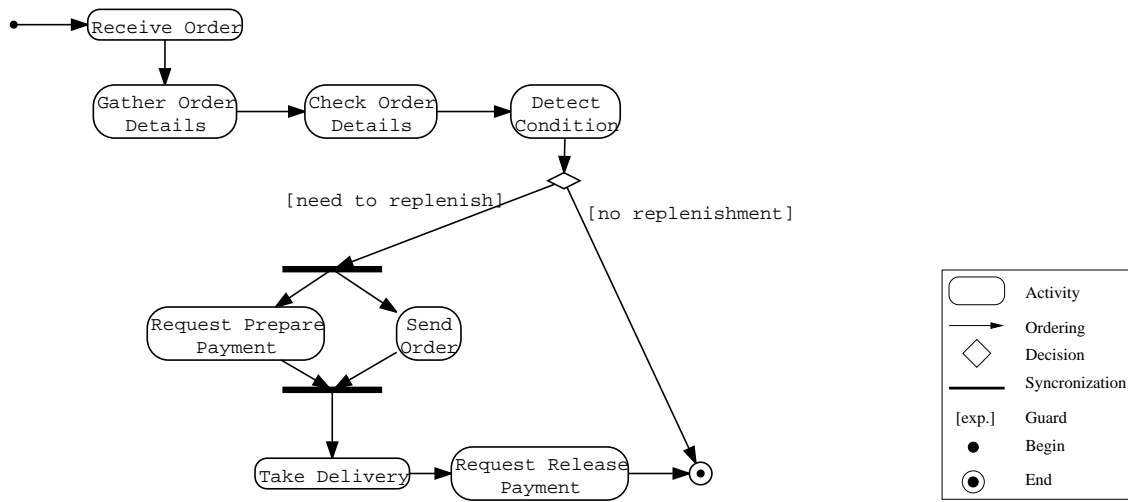 Receive Order
Gather Order
Details
Check Order
Details
Detect
Condition
[need to replenish]
[no replenishment]
Request Prepare
Payment
Send
Order
Take Delivery
Request Release
Payment
Activity
Ordering
Decision
Syncronization
[exp.] Guard
Begin
End